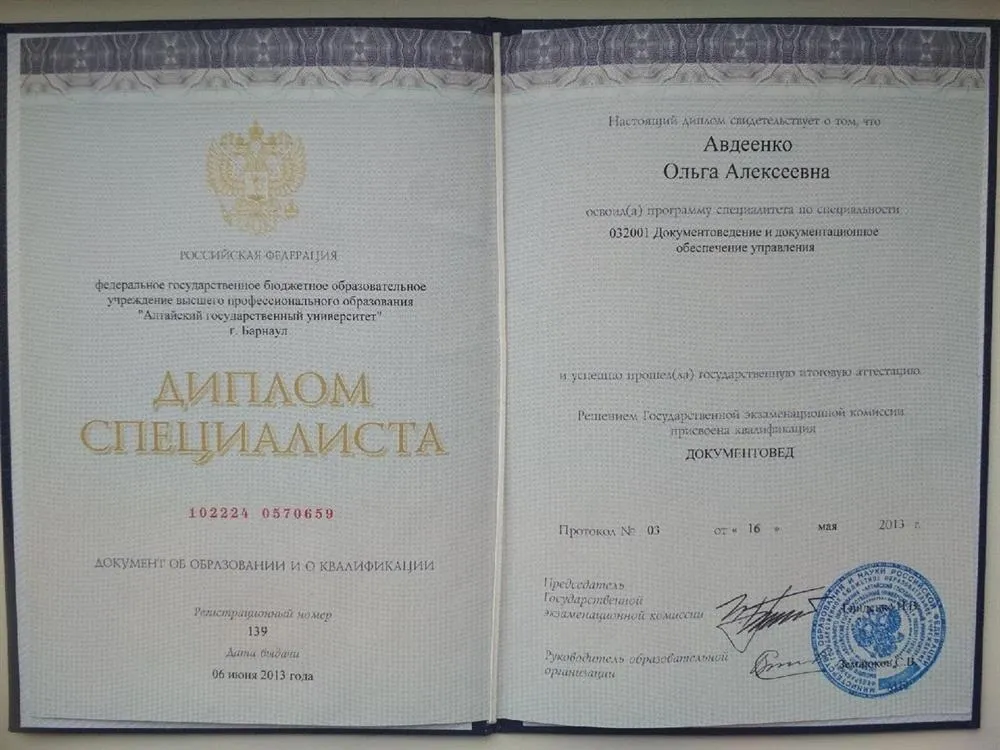 РОССИЙСКАЯ ФЕДЕРАЦИЯ
федеральное государственное бюджетное образовательное
учреждение высшего профессионального образования
"Алтайский государственный университет"
г. Барнаул
ДИПЛОМ
СПЕЦИАЛИСТА
102224 0570659
ДОКУМЕНТ ОБ ОБРАЗОВАНИИ И О КВАЛИФИКАЦИИ
Регистрационный номер
139
Дата выдачи
06 июня 2013 года
Настоящий диплом свидетельствует о том, что
Авдеенко
Ольга Алексеевна
освоил(а) программу специалитета по специальности
032001 Документоведение и документационное
обеспечение управления
и успешно прошел(ла) государственную итоговую аттестацию
Решением Государственной экзаменационной комиссии
присвоена квалификация
ДОКУМЕНТОВЕД
Протокол № 03 от « 16 » мая 2013 г.
Председатель
Государственной
экзаменационной комиссии
Руководитель образовательной
организации
Землюков С.В.